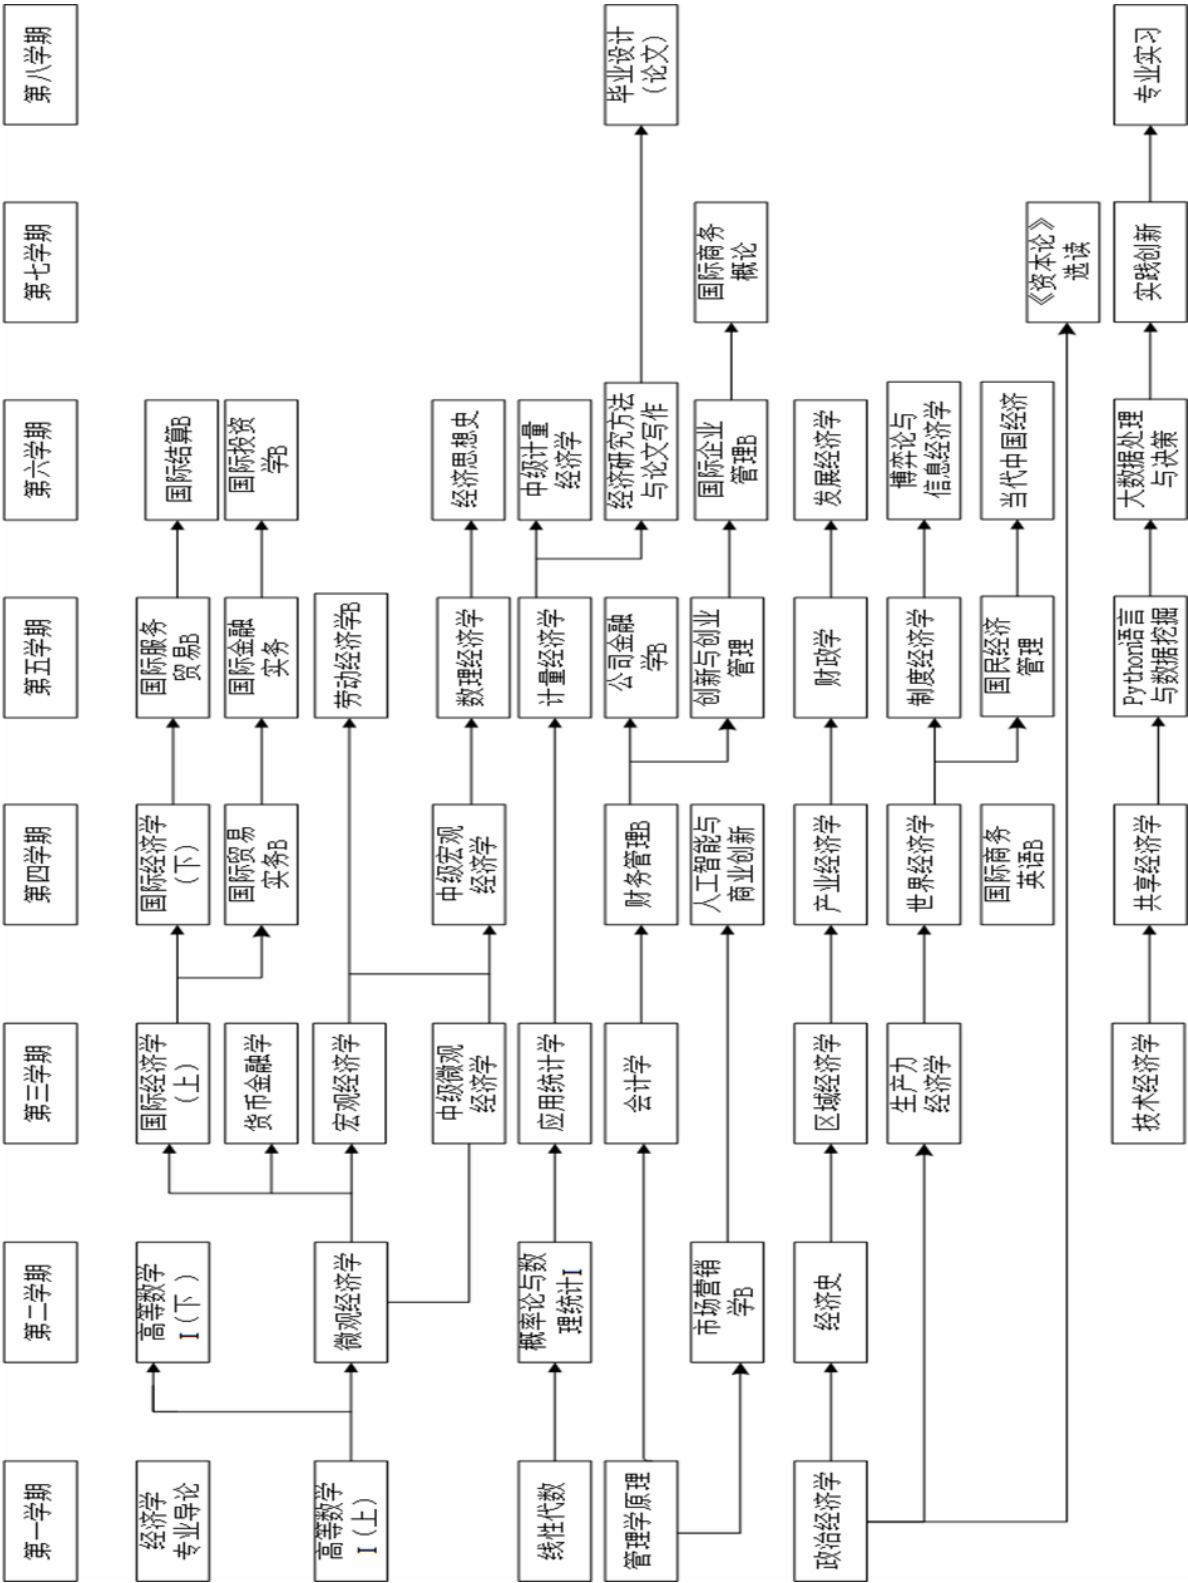 第一学期
第二学期
第三学期
第四学期
第五学期
第六学期
第七学期
第八学期
经济学
专业导论
高等数学
I（下）
国际经济学
（上）
国际经济学
（下）
国际服务
贸易B
国际结算B
货币金融学
国际贸易
实务B
国际金融
实务
国际投资
学B
高等数学
I（上）
微观经济学
宏观经济学
劳动经济学B
中级微观
经济学
中级宏观
经济学
数理经济学
经济思想史
线性代数
概率论与数
理统计I
应用统计学
计量经济学
中级计量
经济学
管理学原理
会计学
财务管理B
公司金融
学B
经济研究方法
与论文写作
毕业设计
（论文）
市场营销
学B
人工智能与
商业创新
创新与创业
管理
国际企业
管理B
国际商务
概论
政治经济学
经济史
区域经济学
产业经济学
财政学
发展经济学
生产力
经济学
世界经济学
制度经济学
博弈论与
信息经济学
国际商务
英语B
国民经济
管理
当代中国经济
《资本论》
选读
技术经济学
共享经济学
Python语言
与数据挖掘
大数据处理
与决策
实践创新
专业实习